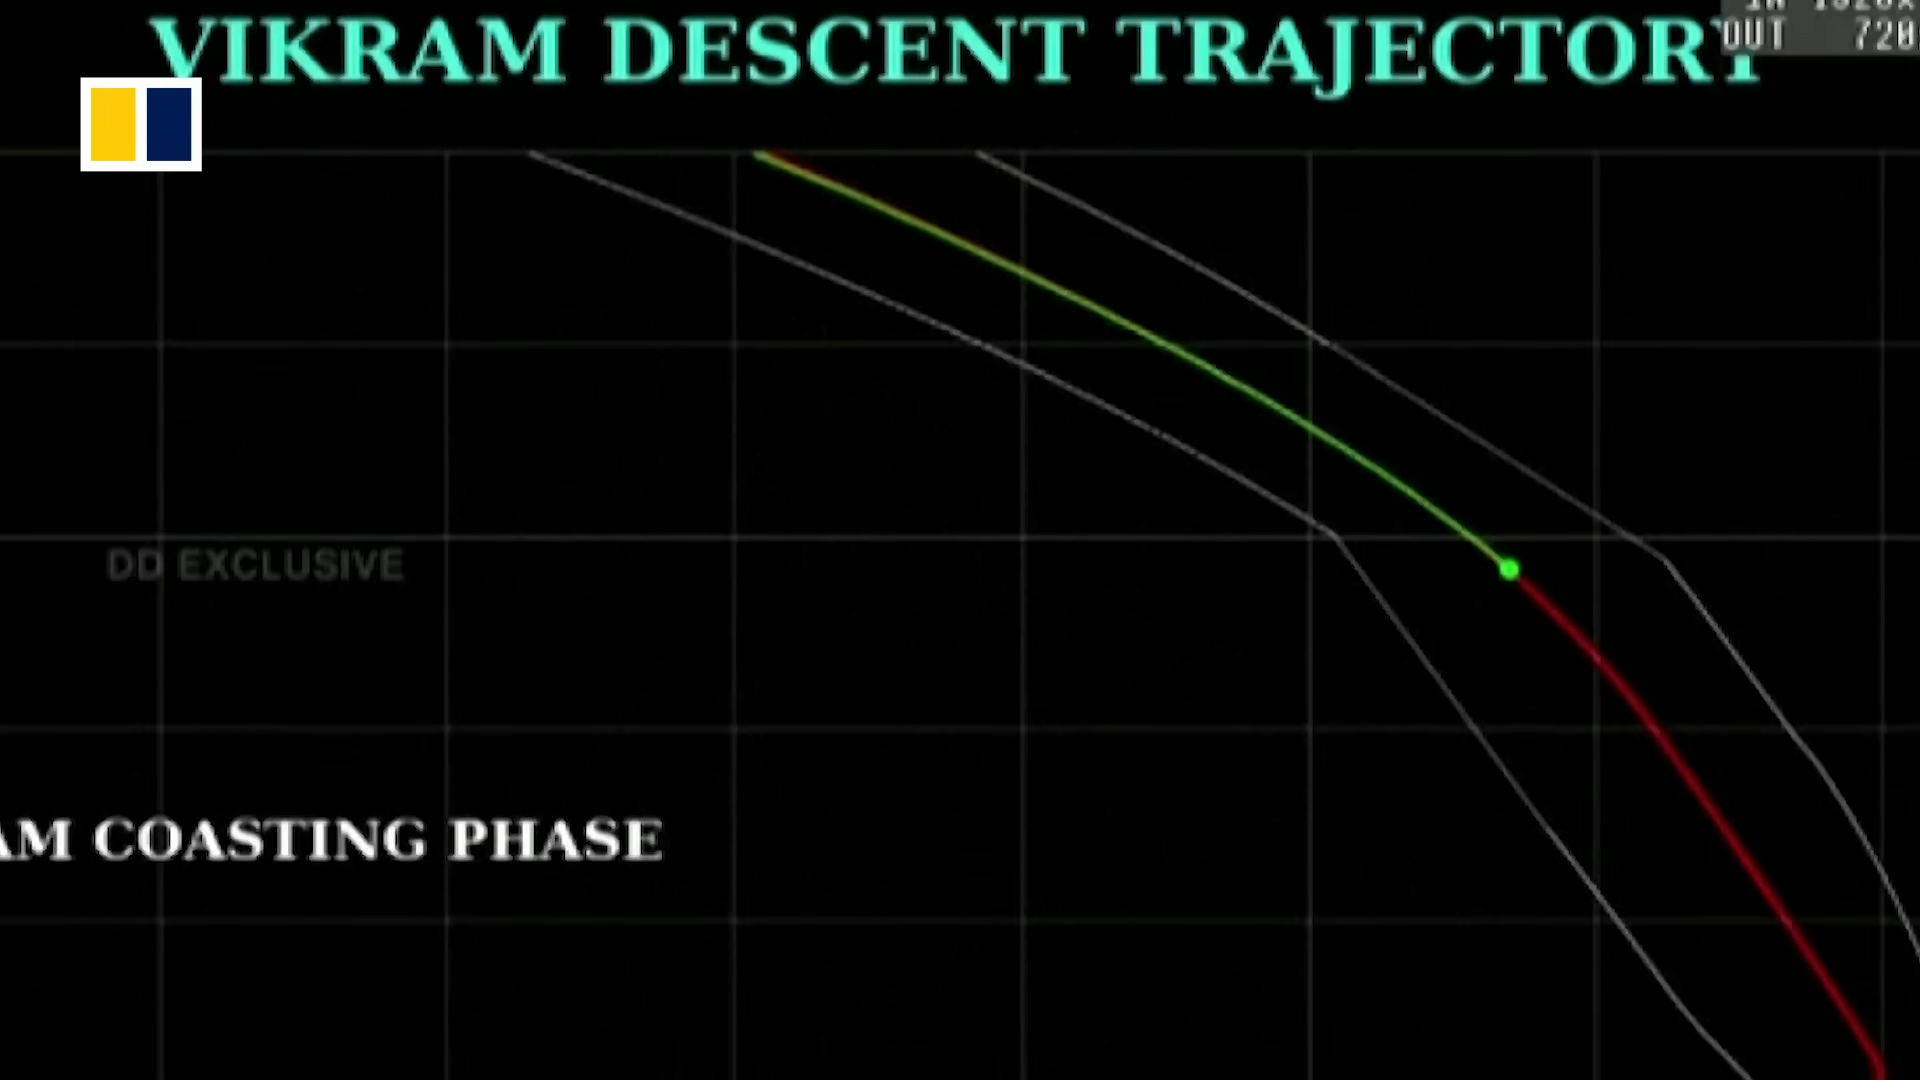 VIKRAM DESCENT TRAJECTORY
OUT 720
DD EXCLUSIVE
AM COASTING PHASE